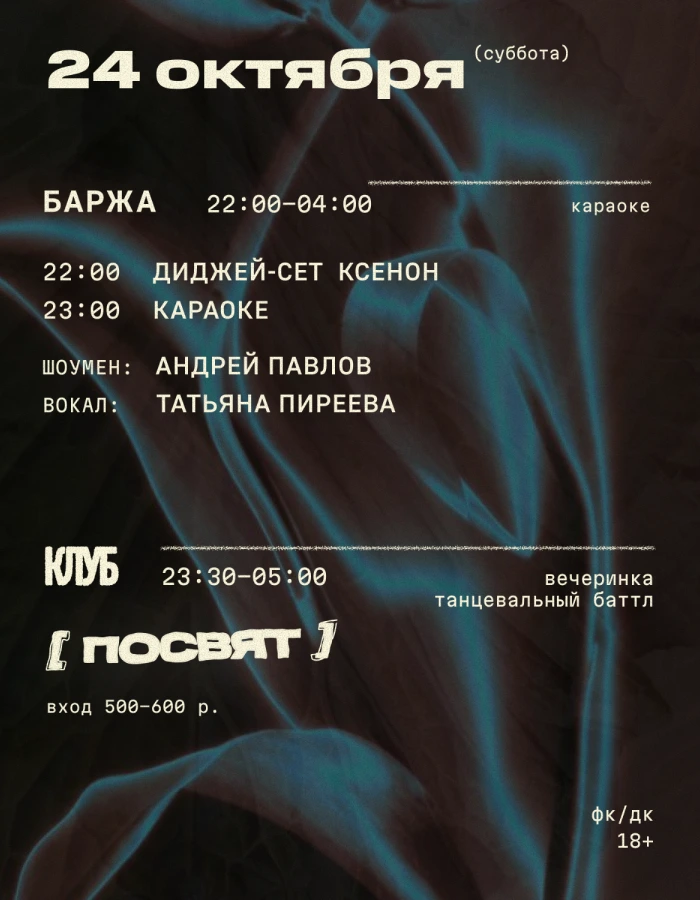 24 октября (суббота)
БАРЖА 22:00–04:00 караоке
22:00 ДИДЖЕЙ-СЕТ КСЕНОН
23:00 КАРАОКЕ
ШОУМЕН: АНДРЕЙ ПАВЛОВ
ВОКАЛ: ТАТЬЯНА ПИРЕЕВА
КЛУБ 23:30–05:00 вечеринка
танцевальный баттл
[ ПОСВЯТ ]
вход 500–600 р.
фк/дк
18+